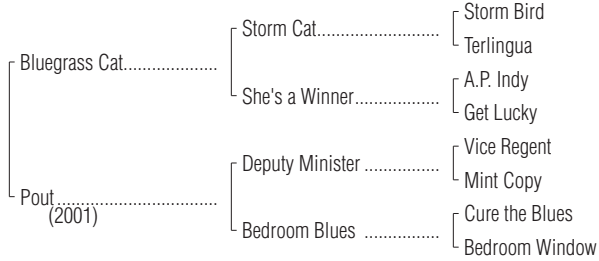 Storm Bird
Storm Cat
Terlingua
Bluegrass Cat
A.P. Indy
She's a Winner
Get Lucky
Vice Regent
Deputy Minister
Mint Copy
Pout
(2001)
Cure the Blues
Bedroom Blues
Bedroom Window